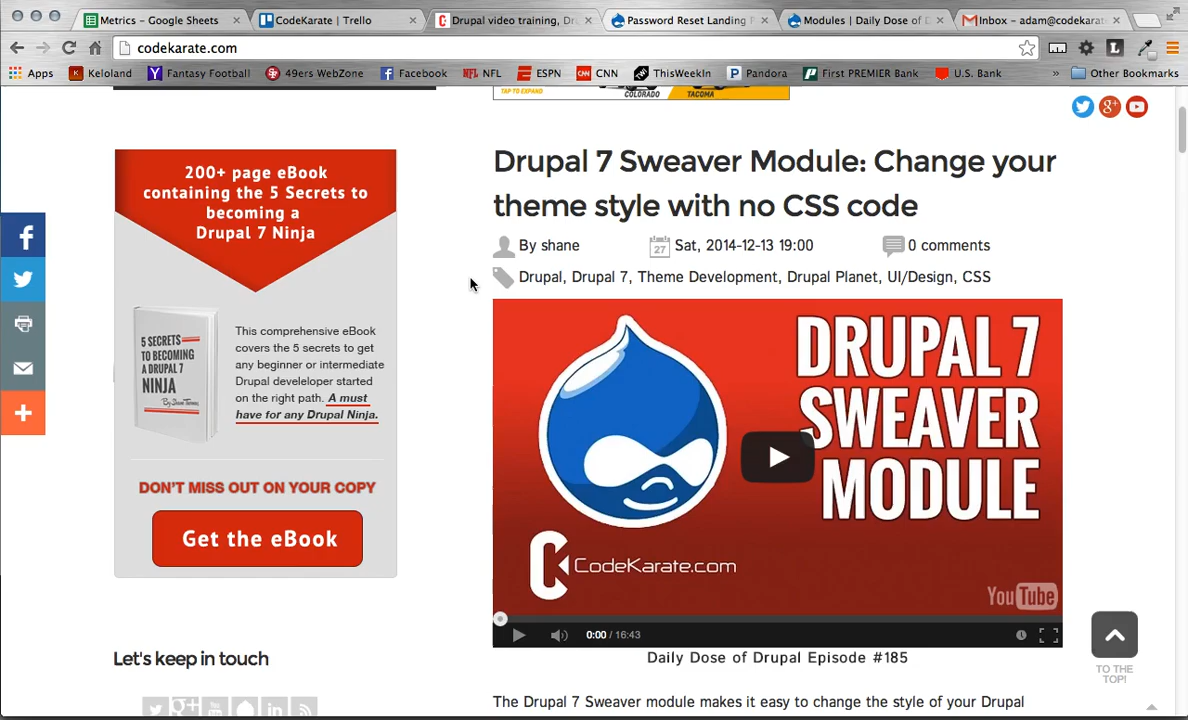 Metrics - Google Sheets
CodeKarate | Trello
Drupal video training, Dr
Password Reset Landing P
Modules | Daily Dose of D
Inbox - adam@codekarat
codekarate.com
L
Apps
Keloland
Fantasy Football
49ers WebZone
Facebook
NFL
ESPN
CNN
ThisWeekIn
Pandora
First PREMIER Bank
U.S. Bank
»
Other Bookmarks
TAP TO EXPAND
COLORADO
TACOMA
200+ page eBook
containing the 5 Secrets to
becoming a
Drupal 7 Ninja
5 SECRETS
TO BECOMING
A DRUPAL 7
NINJA
This comprehensive eBook
covers the 5 secrets to get
any beginner or intermediate
Drupal develeloper started
on the right path. A must
have for any Drupal Ninja.
DON'T MISS OUT ON YOUR COPY
Get the eBook
Let's keep in touch
Drupal 7 Sweaver Module: Change your
theme style with no CSS code
By shane
27
Sat, 2014-12-13 19:00
0 comments
Drupal, Drupal 7, Theme Development, Drupal Planet, UI/Design, CSS
DRUPAL 7
SWEAVER
MODULE
CodeKarate.com
YouTube
0:00 / 16:43
Daily Dose of Drupal Episode #185
The Drupal 7 Sweaver module makes it easy to change the style of your Drupal
TO THE
TOP!